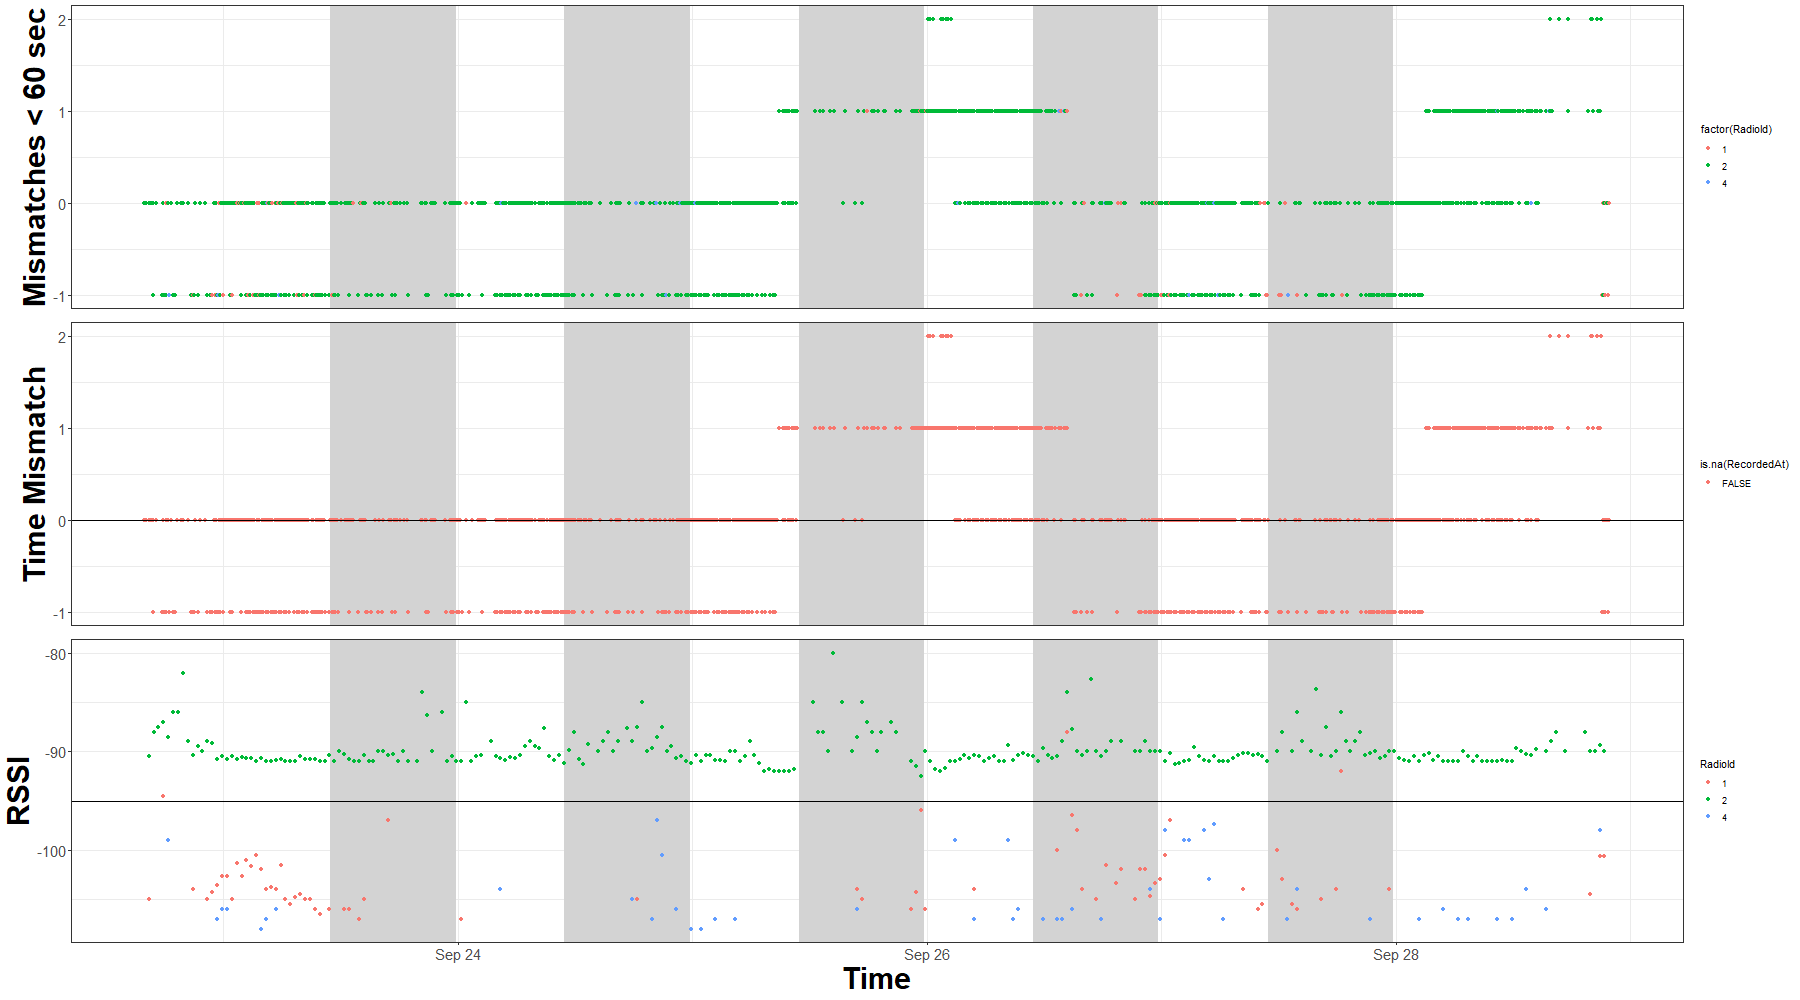 Mismatches < 60 sec
2
1
0
-1
factor(RadioId)
1
2
4
Time Mismatch
2
1
0
-1
is.na(RecordedAt)
FALSE
RSSI
-80
-90
-100
RadioId
1
2
4
Sep 24
Sep 26
Sep 28
Time